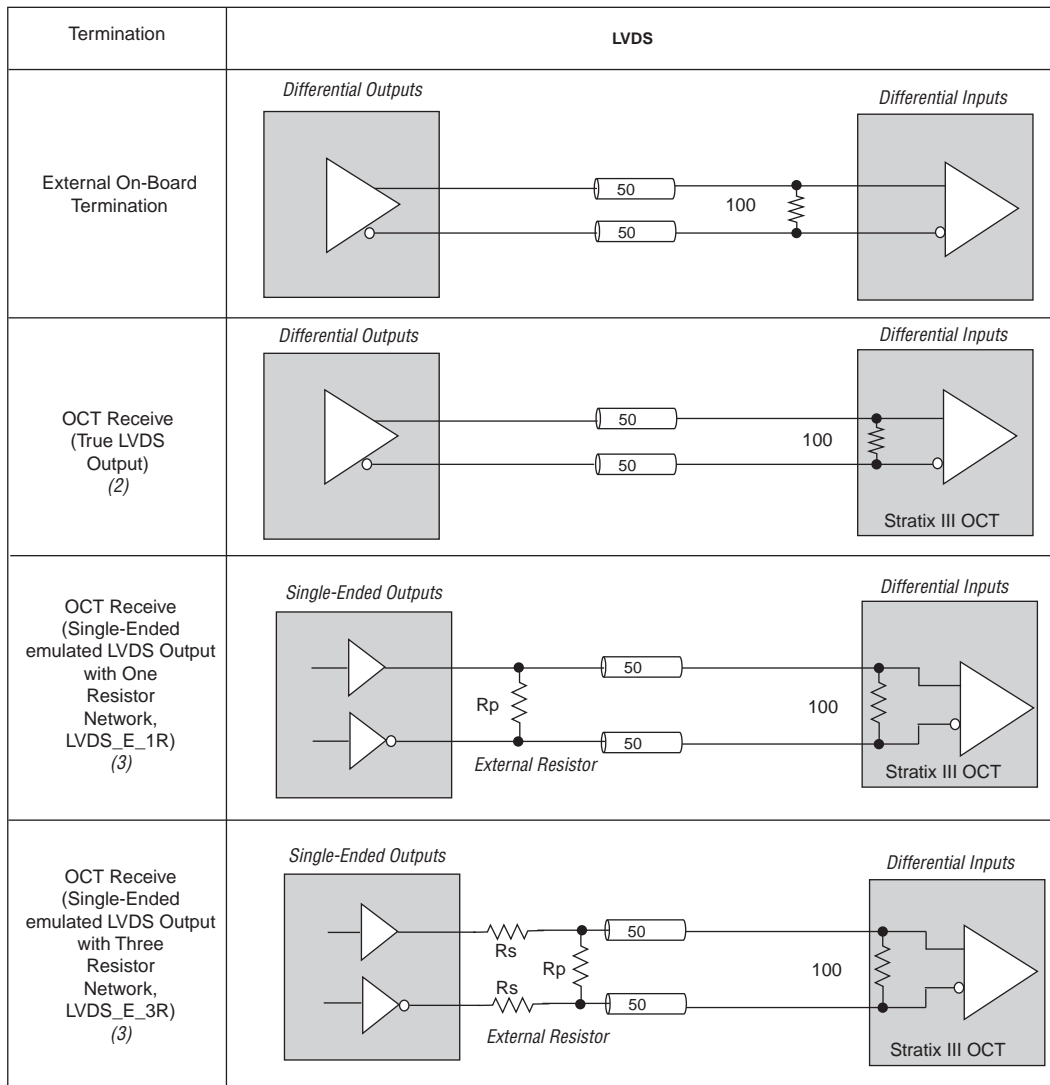 Termination
LVDS
External On-Board
Termination
Differential Outputs
Differential Inputs
50
50
100
OCT Receive
(True LVDS
Output)
(2)
Differential Outputs
Differential Inputs
50
50
100
Stratix III OCT
OCT Receive
(Single-Ended
emulated LVDS Output
with One
Resistor
Network,
LVDS_E_1R)
(3)
Single-Ended Outputs
Differential Inputs
50
Rp
100
50
External Resistor
Stratix III OCT
OCT Receive
(Single-Ended
emulated LVDS Output
with Three
Resistor
Network,
LVDS_E_3R)
(3)
Single-Ended Outputs
Differential Inputs
50
Rs
Rp
100
Rs
50
External Resistor
Stratix III OCT